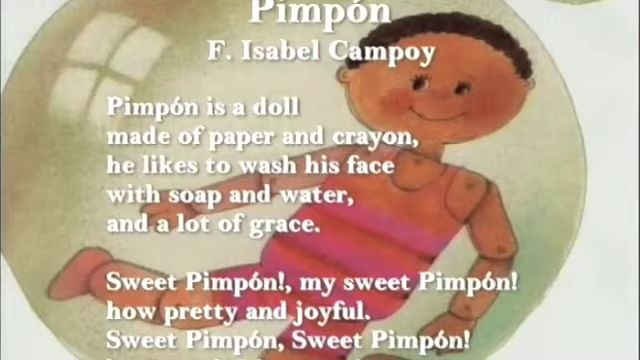 Pimpón
F. Isabel Campoy
Pimpón is a doll
made of paper and crayon,
he likes to wash his face
with soap and water,
and a lot of grace.
Sweet Pimpón!, my sweet Pimpón!
how pretty and joyful.
Sweet Pimpón, Sweet Pimpón!